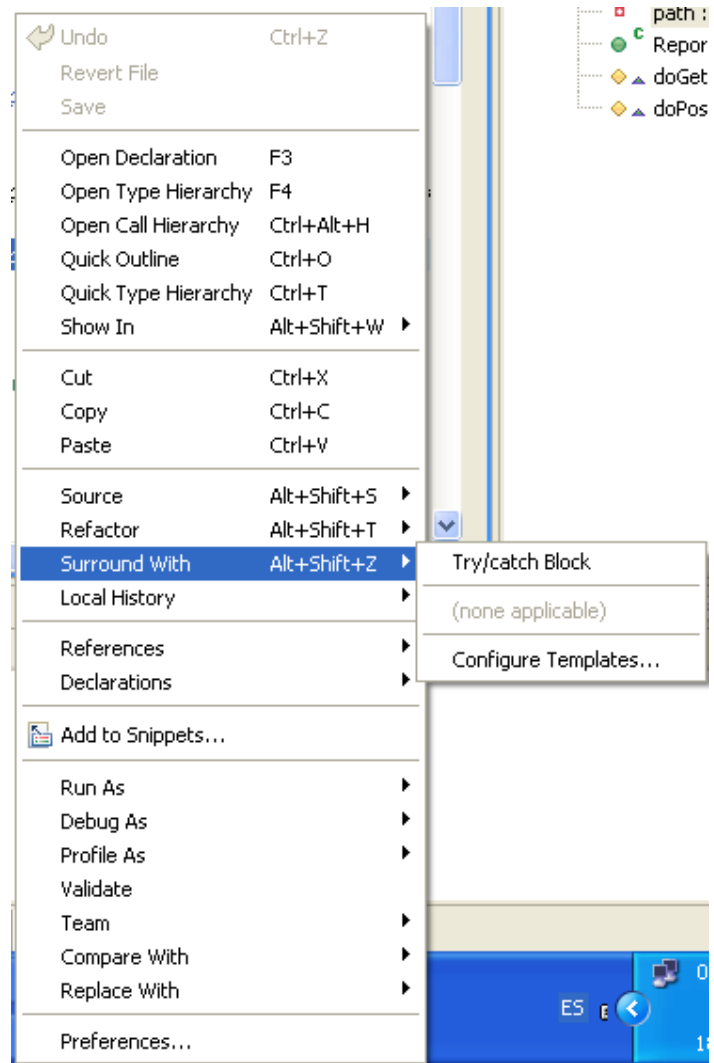 Undo Ctrl+Z
Revert File
Save
Open Declaration F3
Open Type Hierarchy F4
Open Call Hierarchy Ctrl+Alt+H
Quick Outline Ctrl+O
Quick Type Hierarchy Ctrl+T
Show In Alt+Shift+W
Cut Ctrl+X
Copy Ctrl+C
Paste Ctrl+V
Source Alt+Shift+S
Refactor Alt+Shift+T
Surround With Alt+Shift+Z
Local History
References
Declarations
Add to Snippets...
Run As
Debug As
Profile As
Validate
Team
Compare With
Replace With
Preferences...
Try/catch Block
(none applicable)
Configure Templates...
path :
C Repor
doGet
doPos
ES